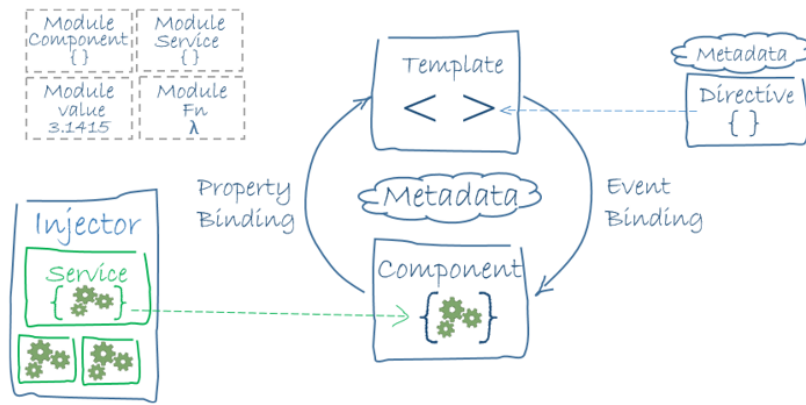 Module
Component
{ }
Module
Service
{ }
Module
value
3.1415
Module
Fn
λ
Template
< >
Metadata
Directive
{ }
Property
Binding
Metadata
Event
Binding
Injector
Service
{ }
Component
{ }